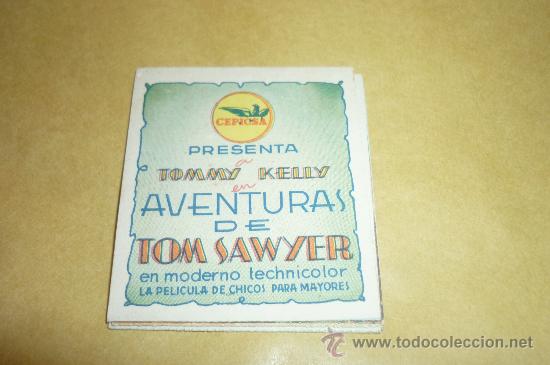 CEPICSA
PRESENTA
a
TOMMY KELLY
en
AVENTURAS
DE
TOM SAWYER
en moderno technicolor
LA PELICULA DE CHICOS PARA MAYORES
todocoleccion
www.todocoleccion.net